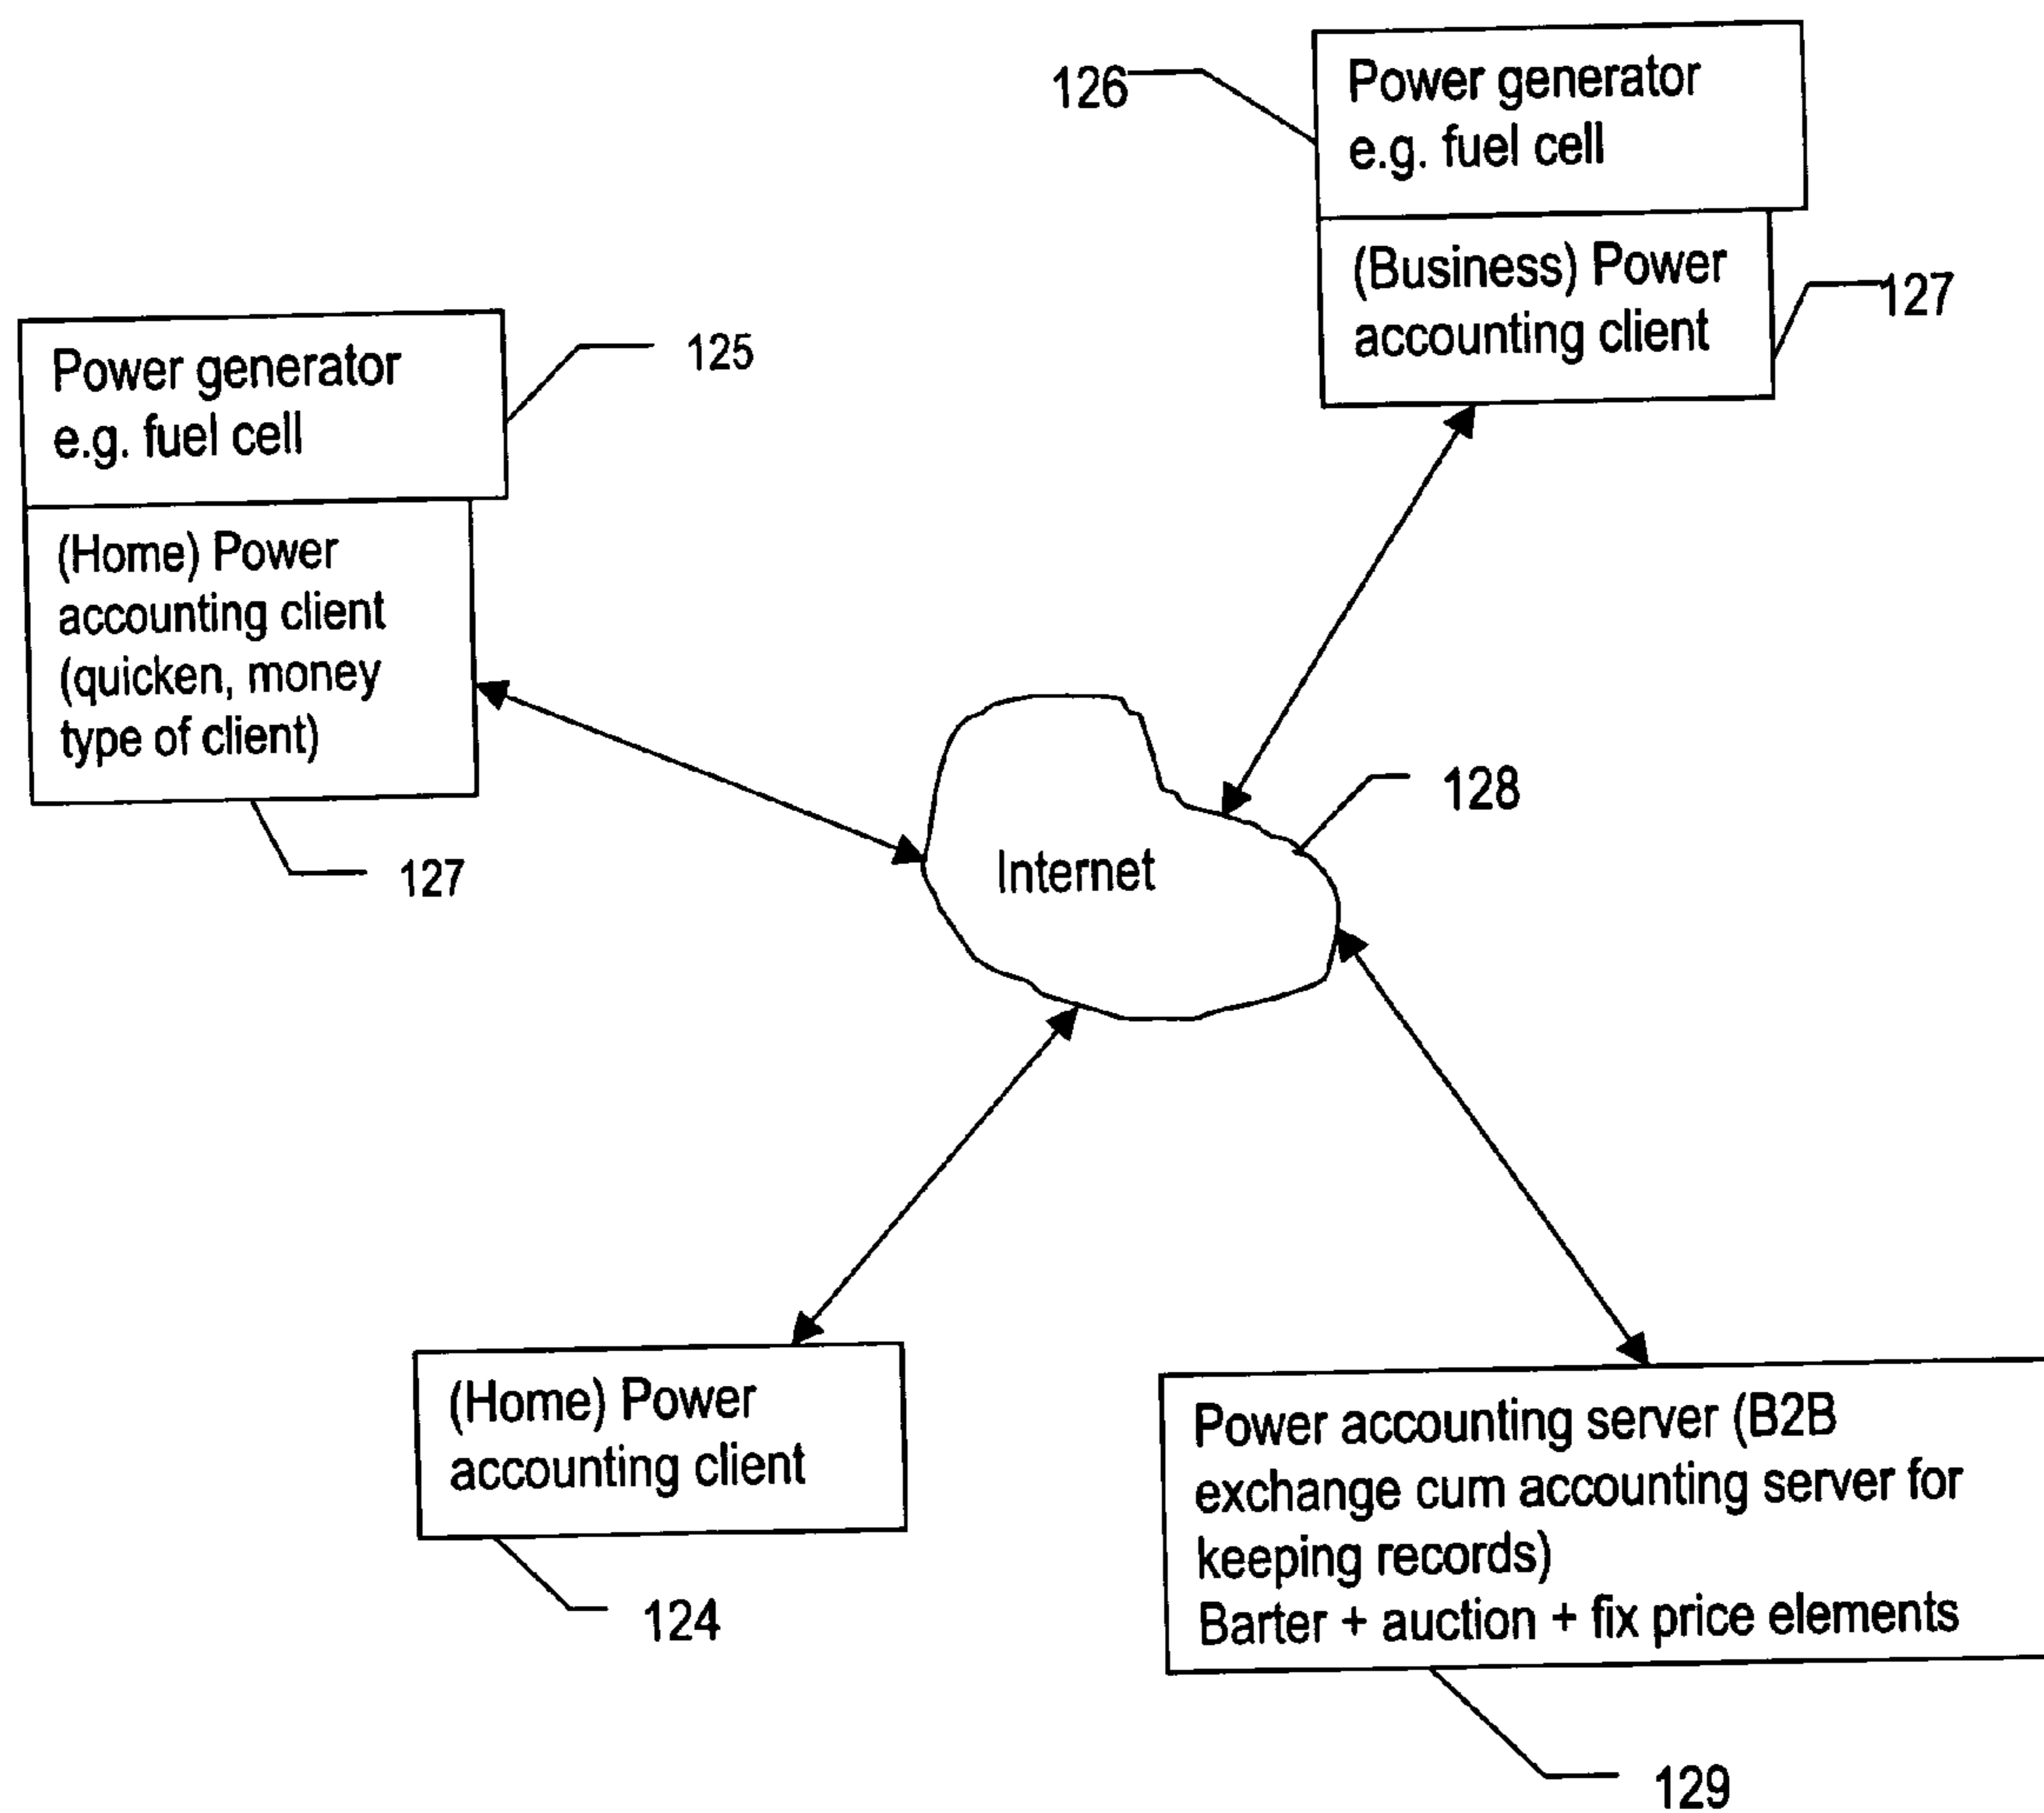 126
Power generator
e.g. fuel cell
(Business) Power
accounting client
127
Power generator
e.g. fuel cell
125
(Home) Power
accounting client
(quicken, money
type of client)
127
128
Internet
(Home) Power
accounting client
124
Power accounting server (B2B
exchange cum accounting server for
keeping records)
Barter + auction + fix price elements
129